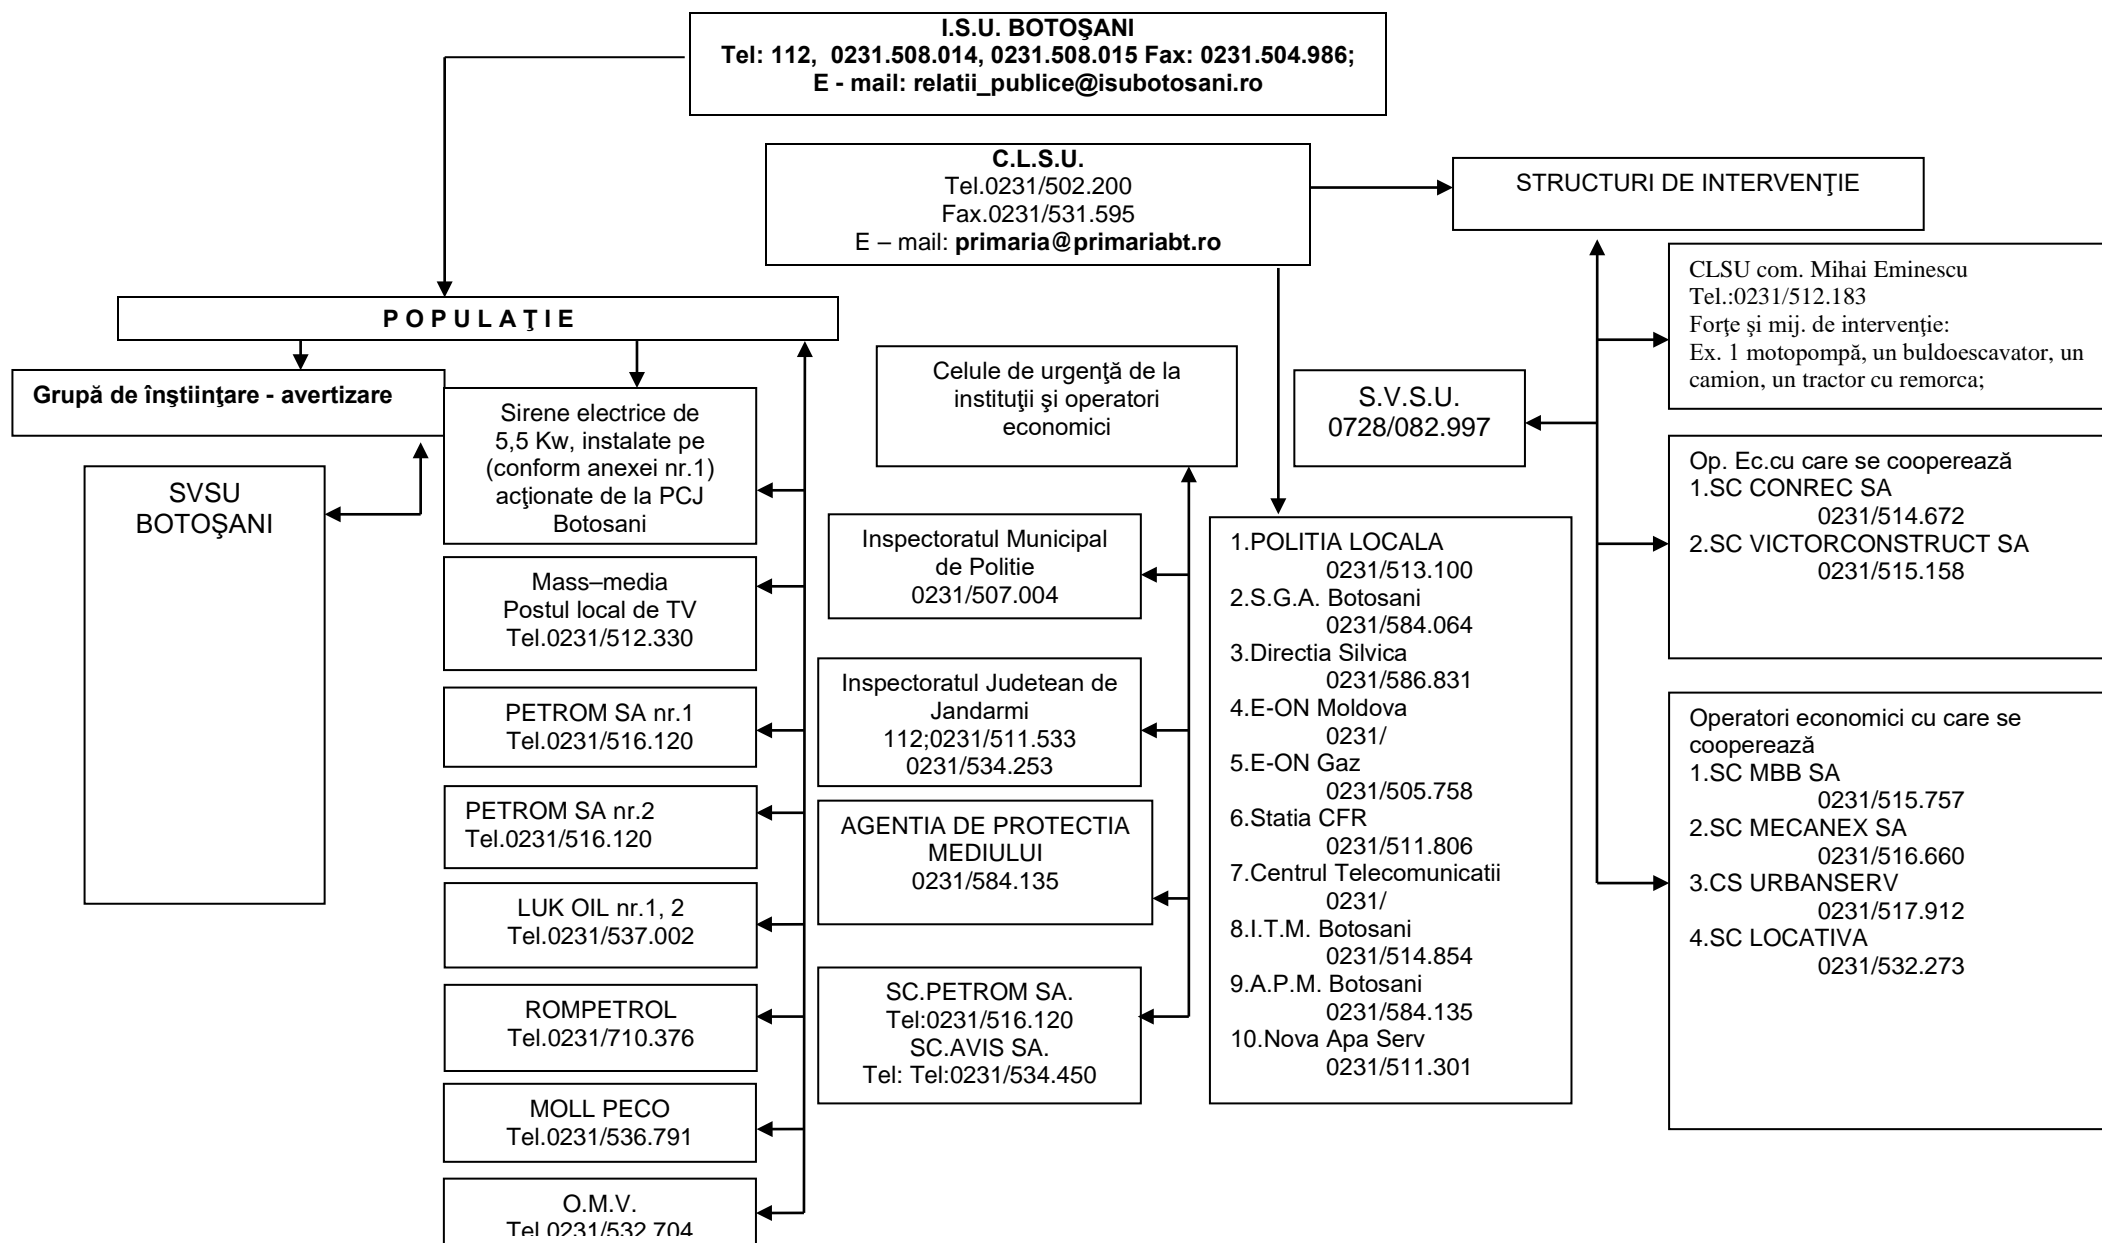 I.S.U. BOTOŞANI
Tel: 112, 0231.508.014, 0231.508.015 Fax: 0231.504.986;
E - mail: relatii_publice@isubotosani.ro
C.L.S.U.
Tel.0231/502.200
Fax.0231/531.595
E – mail: primaria@primariabt.ro
STRUCTURI DE INTERVENŢIE
P O P U L A Ţ I E
Grupă de înştiinţare - avertizare
SVSU
BOTOŞANI
Sirene electrice de
5,5 Kw, instalate pe
(conform anexei nr.1)
acţionate de la PCJ
Botosani
Mass–media
Postul local de TV
Tel.0231/512.330
PETROM SA nr.1
Tel.0231/516.120
PETROM SA nr.2
Tel.0231/516.120
LUK OIL nr.1, 2
Tel.0231/537.002
ROMPETROL
Tel.0231/710.376
MOLL PECO
Tel.0231/536.791
O.M.V.
Tel.0231/532.704
Celule de urgenţă de la
instituţii şi operatori
economici
Inspectoratul Municipal
de Politie
0231/507.004
Inspectoratul Judetean de
Jandarmi
112;0231/511.533
0231/534.253
AGENTIA DE PROTECTIA
MEDIULUI
0231/584.135
SC.PETROM SA.
Tel:0231/516.120
SC.AVIS SA.
Tel: Tel:0231/534.450
1.POLITIA LOCALA
0231/513.100
2.S.G.A. Botosani
0231/584.064
3.Directia Silvica
0231/586.831
4.E-ON Moldova
0231/
5.E-ON Gaz
0231/505.758
6.Statia CFR
0231/511.806
7.Centrul Telecomunicatii
0231/
8.I.T.M. Botosani
0231/514.854
9.A.P.M. Botosani
0231/584.135
10.Nova Apa Serv
0231/511.301
S.V.S.U.
0728/082.997
CLSU com. Mihai Eminescu
Tel.:0231/512.183
Forţe şi mij. de intervenţie:
Ex. 1 motopompă, un buldoescavator, un
camion, un tractor cu remorca;
Op. Ec.cu care se cooperează
1.SC CONREC SA
0231/514.672
2.SC VICTORCONSTRUCT SA
0231/515.158
Operatori economici cu care se
cooperează
1.SC MBB SA
0231/515.757
2.SC MECANEX SA
0231/516.660
3.CS URBANSERV
0231/517.912
4.SC LOCATIVA
0231/532.273